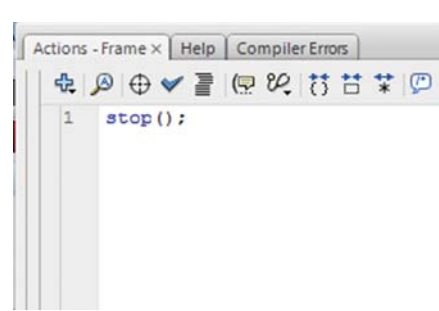 Actions - Frame × Help Compiler Errors
1 stop();